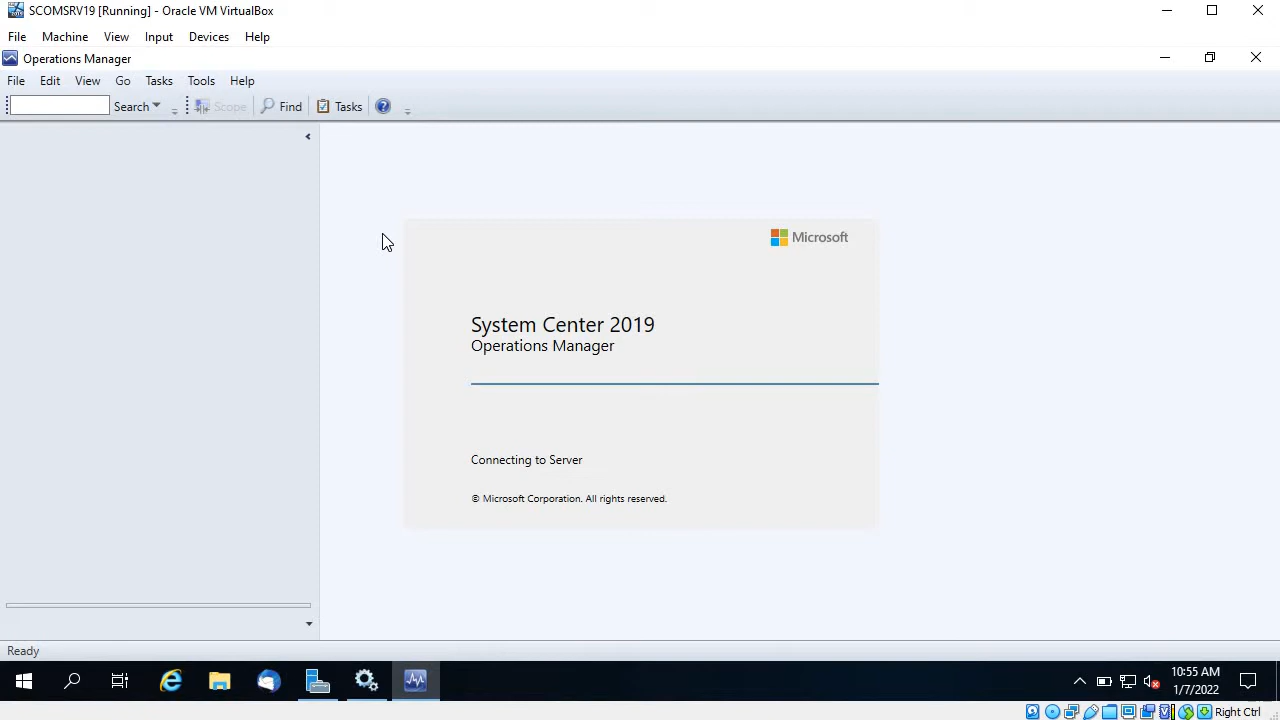 SCOMSRV19 [Running] - Oracle VM VirtualBox
File Machine View Input Devices Help
Operations Manager
File Edit View Go Tasks Tools Help
Search Scope Find Tasks
Microsoft
System Center 2019
Operations Manager
Connecting to Server
© Microsoft Corporation. All rights reserved.
Ready
10:55 AM
1/7/2022
Right Ctrl